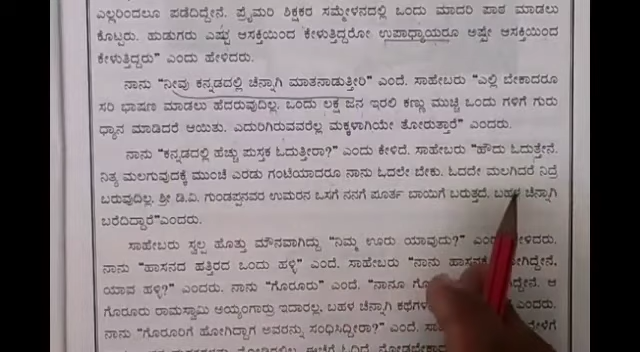 ಎಲ್ಲರಿಂದಲೂ ಪಡೆದಿದ್ದೇನೆ. ಪ್ರೈಮರಿ ಶಿಕ್ಷಕರ ಸಮ್ಮೇಳನದಲ್ಲಿ ಒಂದು ಮಾದರಿ ಪಾಠ ಮಾಡಲು
ಕೊಟ್ಟರು. ಹುಡುಗರು ಎಷ್ಟು ಆಸಕ್ತಿಯಿಂದ ಕೇಳುತ್ತಿದ್ದರೋ ಉಪಾಧ್ಯಾಯರೂ ಅಷ್ಟೇ ಆಸಕ್ತಿಯಿಂದ
ಕೇಳುತ್ತಿದ್ದರು" ಎಂದು ಹೇಳಿದರು.
ನಾನು "ನೀವು ಕನ್ನಡದಲ್ಲಿ ಚೆನ್ನಾಗಿ ಮಾತನಾಡುತ್ತೀರಿ" ಎಂದೆ. ಸಾಹೇಬರು "ಎಲ್ಲಿ ಬೇಕಾದರೂ
ಸರಿ ಭಾಷಣ ಮಾಡಲು ಹೆದರುವುದಿಲ್ಲ. ಒಂದು ಲಕ್ಷ ಜನ ಇರಲಿ ಕಣ್ಣು ಮುಚ್ಚಿ ಒಂದು ಗಳಿಗೆ ಗುರು
ಧ್ಯಾನ ಮಾಡಿದರೆ ಆಯಿತು. ಎದುರಿಗಿರುವವರೆಲ್ಲ ಮಕ್ಕಳಾಗಿಯೇ ತೋರುತ್ತಾರೆ" ಎಂದರು.
ನಾನು "ಕನ್ನಡದಲ್ಲಿ ಹೆಚ್ಚು ಪುಸ್ತಕ ಓದುತ್ತೀರಾ?" ಎಂದು ಕೇಳಿದೆ. ಸಾಹೇಬರು "ಹೌದು ಓದುತ್ತೇನೆ.
ನಿತ್ಯ ಮಲಗುವುದಕ್ಕೆ ಮುಂಚೆ ಎರಡು ಗಂಟೆಯಾದರೂ ನಾನು ಓದಲೇ ಬೇಕು. ಓದದೇ ಮಲಗಿದರೆ ನಿದ್ರೆ
ಬರುವುದಿಲ್ಲ. ಶ್ರೀ ಡಿ.ವಿ. ಗುಂಡಪ್ಪನವರ ಉಮರನ ಒಸಗೆ ನನಗೆ ಪೂರ್ತ ಬಾಯಿಗೆ ಬರುತ್ತದೆ. ಬಹಳ ಚೆನ್ನಾಗಿ
ಬರೆದಿದ್ದಾರೆ"ಎಂದರು.
ಸಾಹೇಬರು ಸ್ವಲ್ಪ ಹೊತ್ತು ಮೌನವಾಗಿದ್ದು "ನಿಮ್ಮ ಊರು ಯಾವುದು?"
ನಾನು "ಹಾಸನದ ಹತ್ತಿರದ ಒಂದು ಹಳ್ಳಿ" ಎಂದೆ. ಸಾಹೇಬರು "ನಾನು
ಯಾವ ಹಳ್ಳಿ?" ಎಂದರು. ನಾನು "ಗೊರೂರು" ಎಂದೆ. "ನಾನೂ ಆ
ಗೊರೂರು ರಾಮಸ್ವಾಮಿ ಅಯ್ಯಂಗಾರ‍್ರು ಇದಾರಲ್ಲ, ಬಹಳ ಚೆನ್ನಾಗಿ ಎಂದರು.
ನಾನು "ಗೊರೂರಿಗೆ ಹೋಗಿದ್ದಾಗ ಅವರನ್ನು ಸಂಧಿಸಿದ್ದೀರಾ?" ಎಂದೆ.